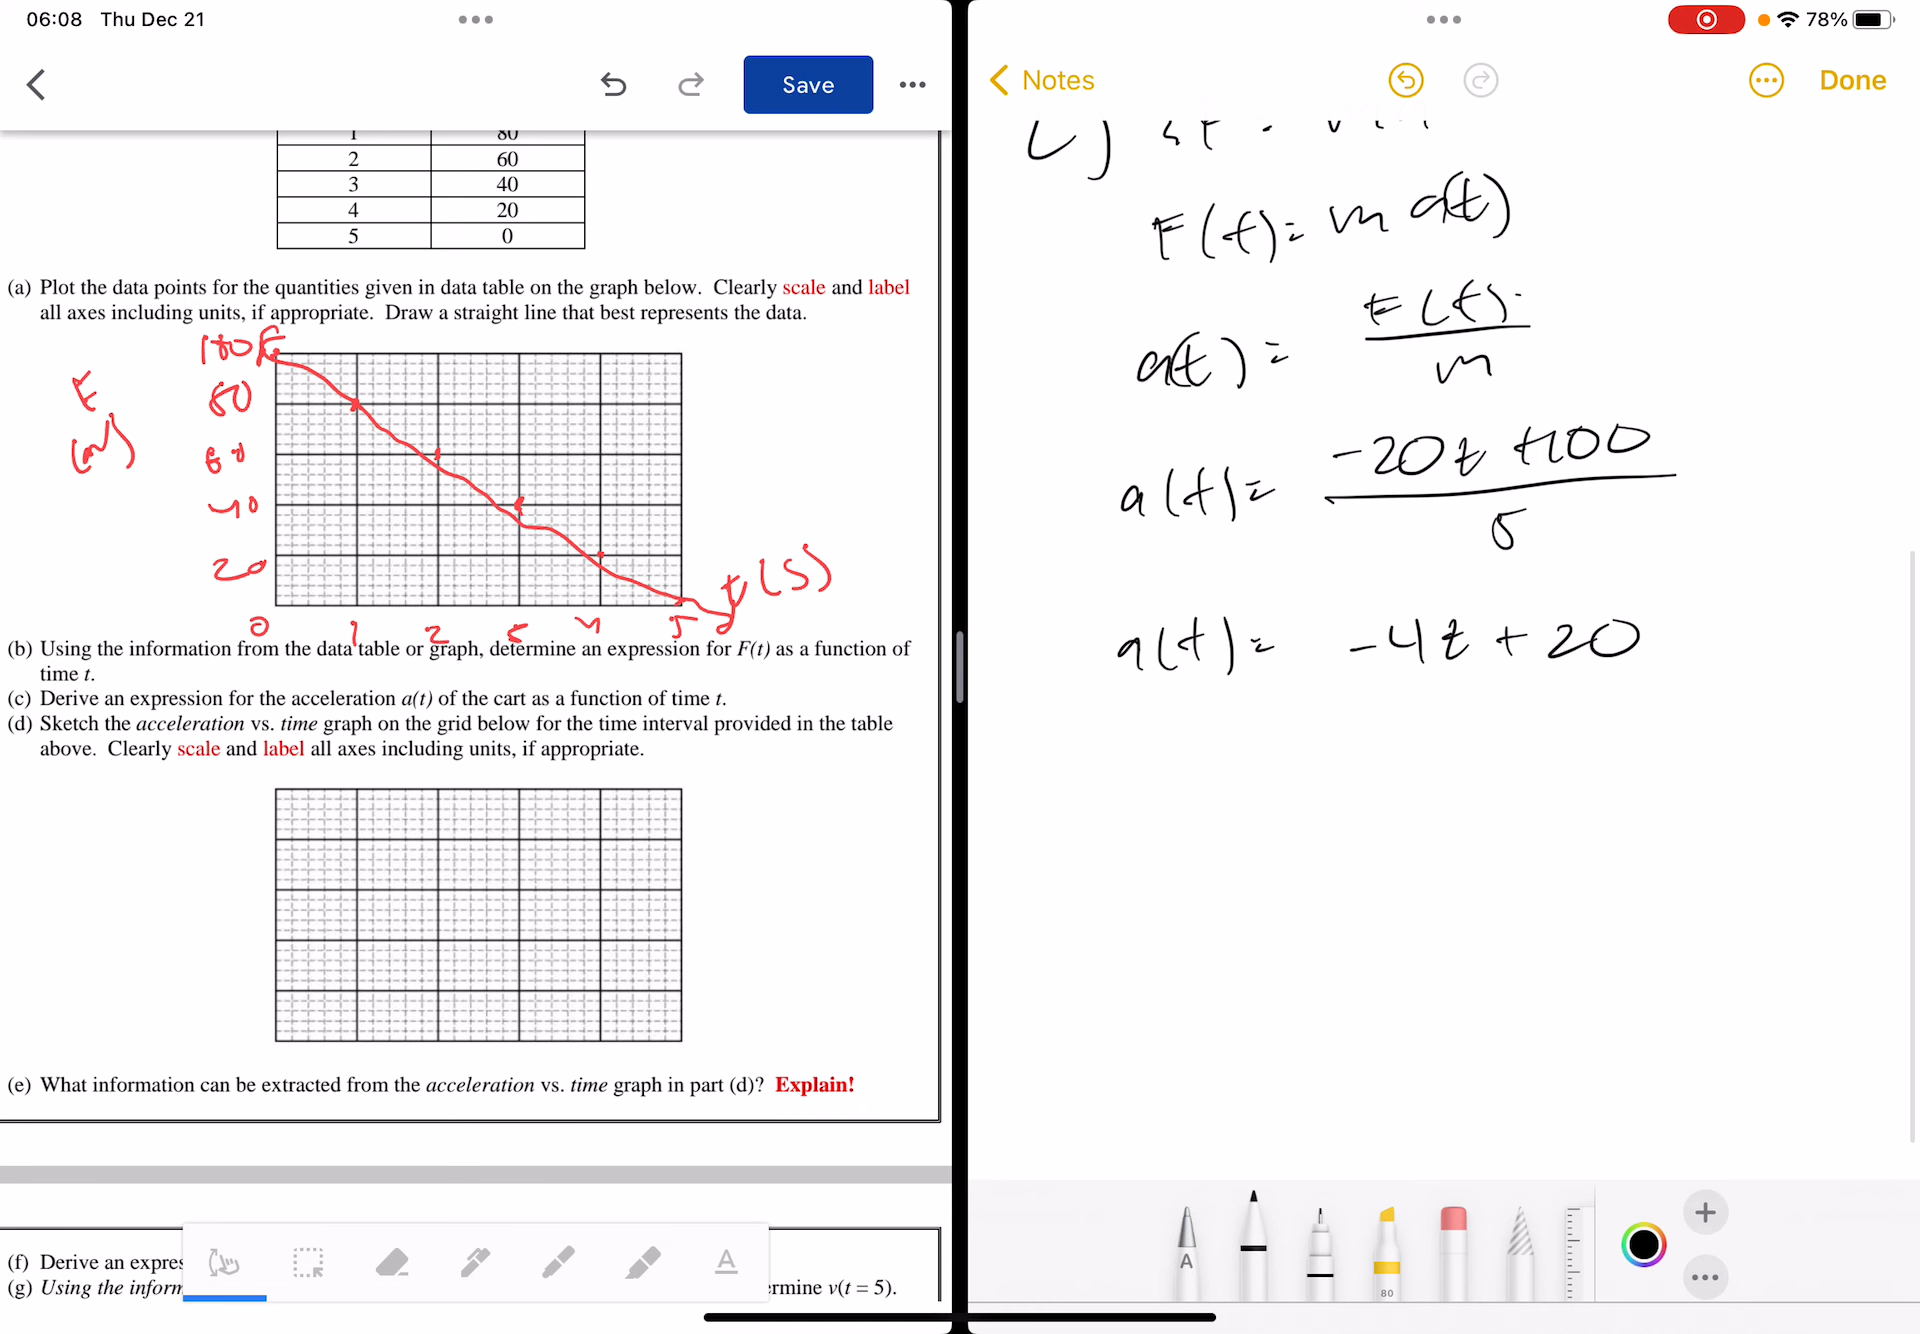 06:08 Thu Dec 21
78%
Save
Notes
Done
1 80
2 60
3 40
4 20
5 0
(a) Plot the data points for the quantities given in data table on the graph below. Clearly scale and label
all axes including units, if appropriate. Draw a straight line that best represents the data.
100
F
80
(N)
60
40
20
t (S)
0 1 2 4 5
(b) Using the information from the data table or graph, determine an expression for F(t) as a function of
time t.
(c) Derive an expression for the acceleration a(t) of the cart as a function of time t.
(d) Sketch the acceleration vs. time graph on the grid below for the time interval provided in the table
above. Clearly scale and label all axes including units, if appropriate.
(e) What information can be extracted from the acceleration vs. time graph in part (d)? Explain!
(f) Derive an expres
(g) Using the inform
ermine v(t = 5).
F(t) = m a(t)
a(t) = F(t) / m
a(t) = -20t +100 / 5
a(t) = -4t + 20
A
80
A